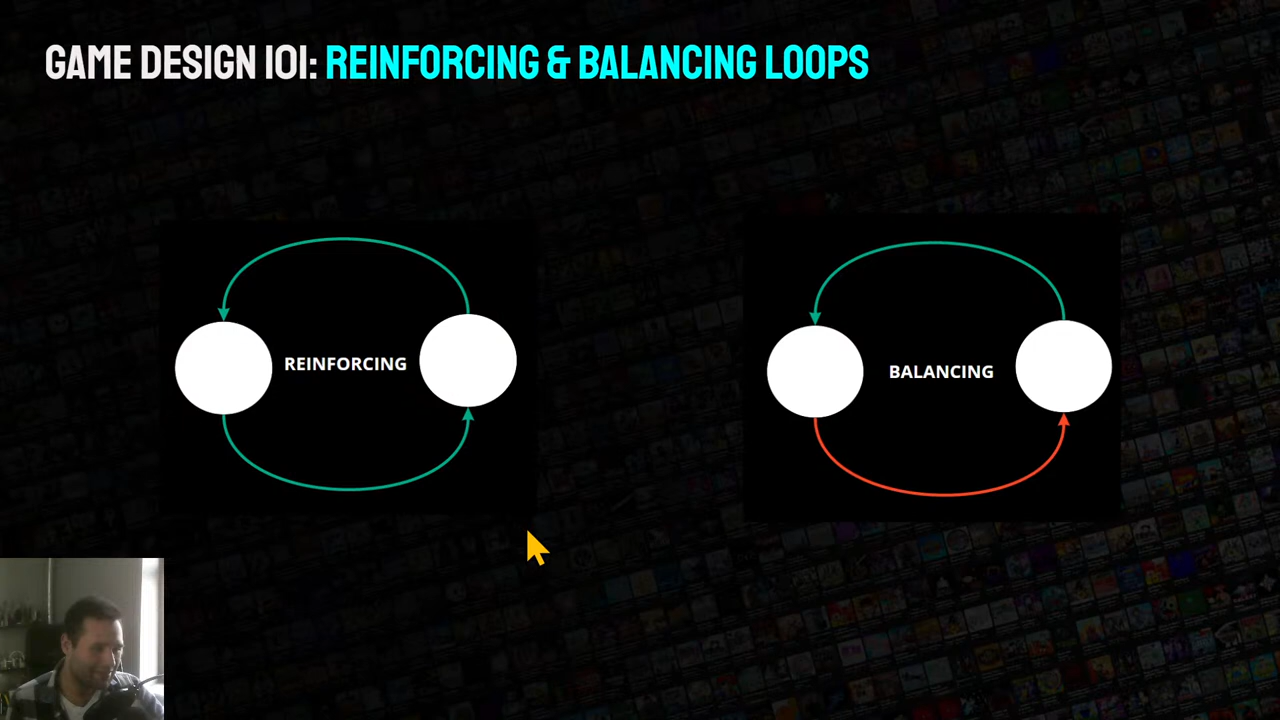 GAME DESIGN 101: REINFORCING & BALANCING LOOPS
REINFORCING
BALANCING